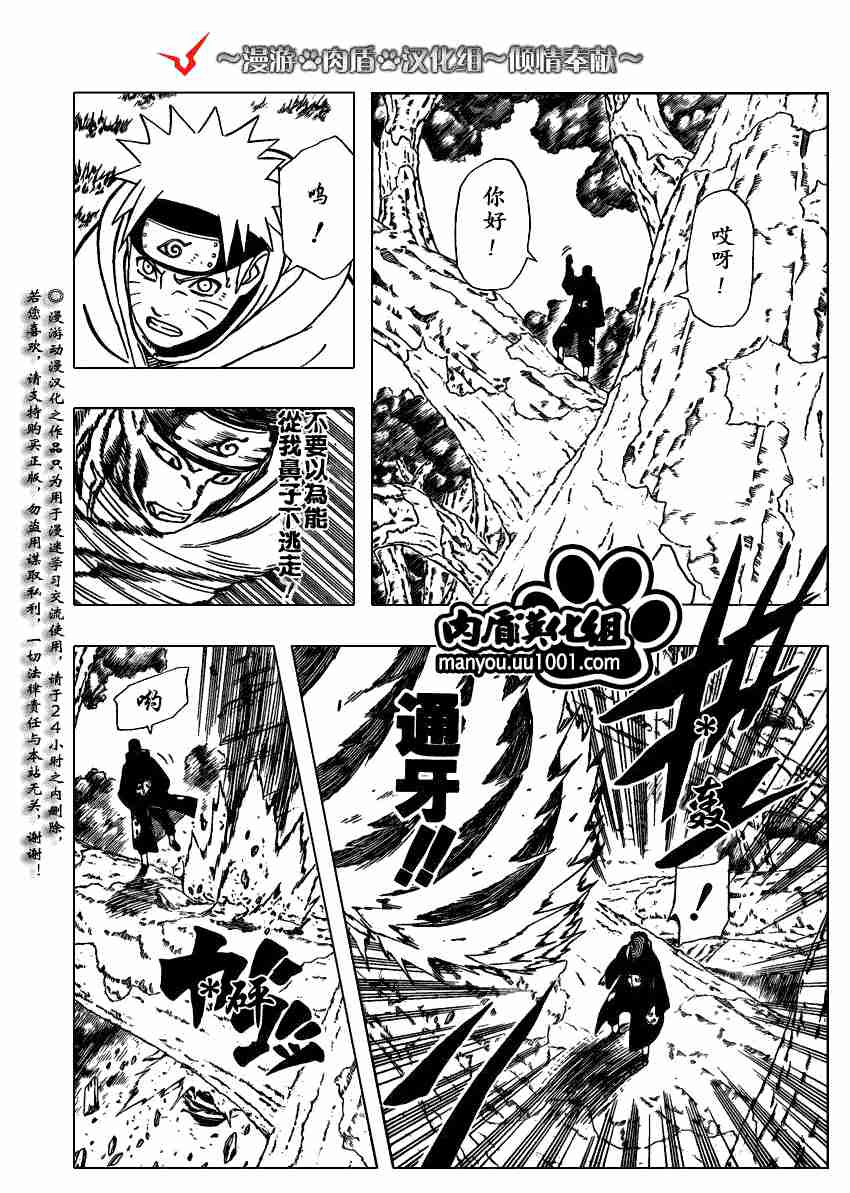 ～漫游 肉盾 汉化组～倾情奉献～
哎呀！
你好！
呜！
不要以為能
從我鼻子下逃走！
肉盾漢化组
manyou.uu1001.com
通牙!!
*
轰
！
哟
*砰
◎漫游动漫汉化之作品只为用于漫迷学习交流使用，请于24小时之内删除，
若您喜欢，请支持购买正版，勿盗用谋取私利，一切法律责任与本站无关，谢谢！